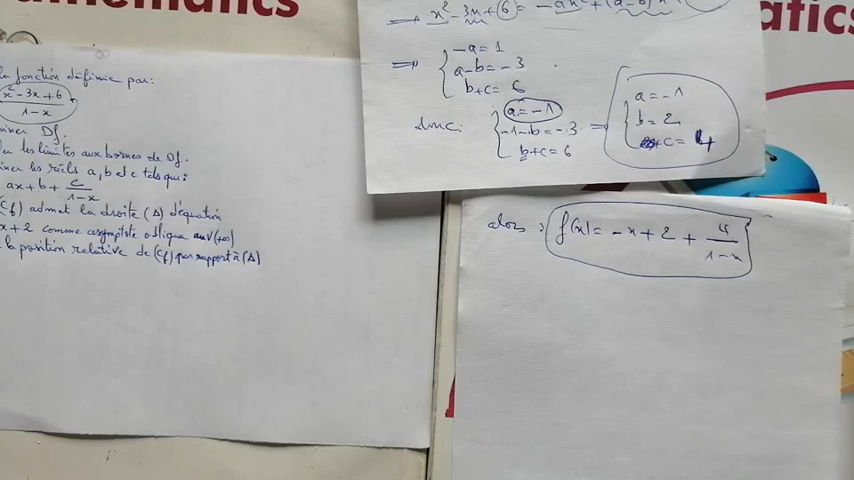 thematics
atics
fonction définie par:
x² - 3x + 6
1 - x
Df.
les limites aux bornes de Df.
les réels a, b et c tels que:
ax + b + c
1 - x
(Cf) admet la droite (Δ) d'équation
x + 2 comme asymptote oblique au V(+∞)
la position relative de (Cf) par rapport à (Δ)
⟹ x² - 3x + 6 = -ax² + (a-b)x
⟹ { -a = 1
a - b = -3
b + c = 6
donc: { a = -1
-1 - b = -3
b + c = 6
⟹ { a = -1
b = 2
c = 4
alors: f(x) = -x + 2 + 4
1 - x